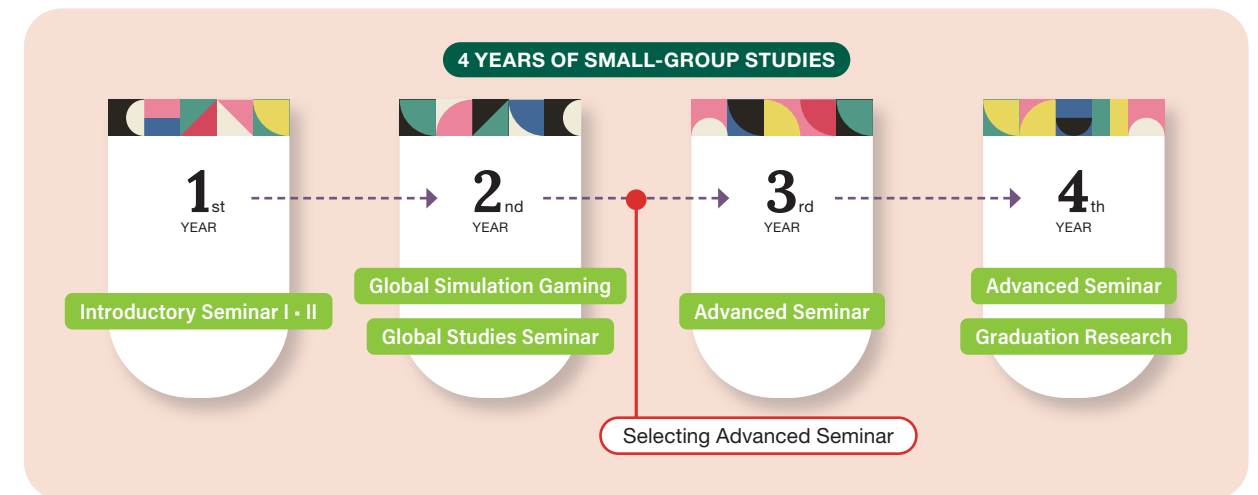 4 YEARS OF SMALL-GROUP STUDIES
1st
YEAR
Introductory Seminar I・II
2nd
YEAR
Global Simulation Gaming
Global Studies Seminar
Selecting Advanced Seminar
3rd
YEAR
Advanced Seminar
4th
YEAR
Advanced Seminar
Graduation Research